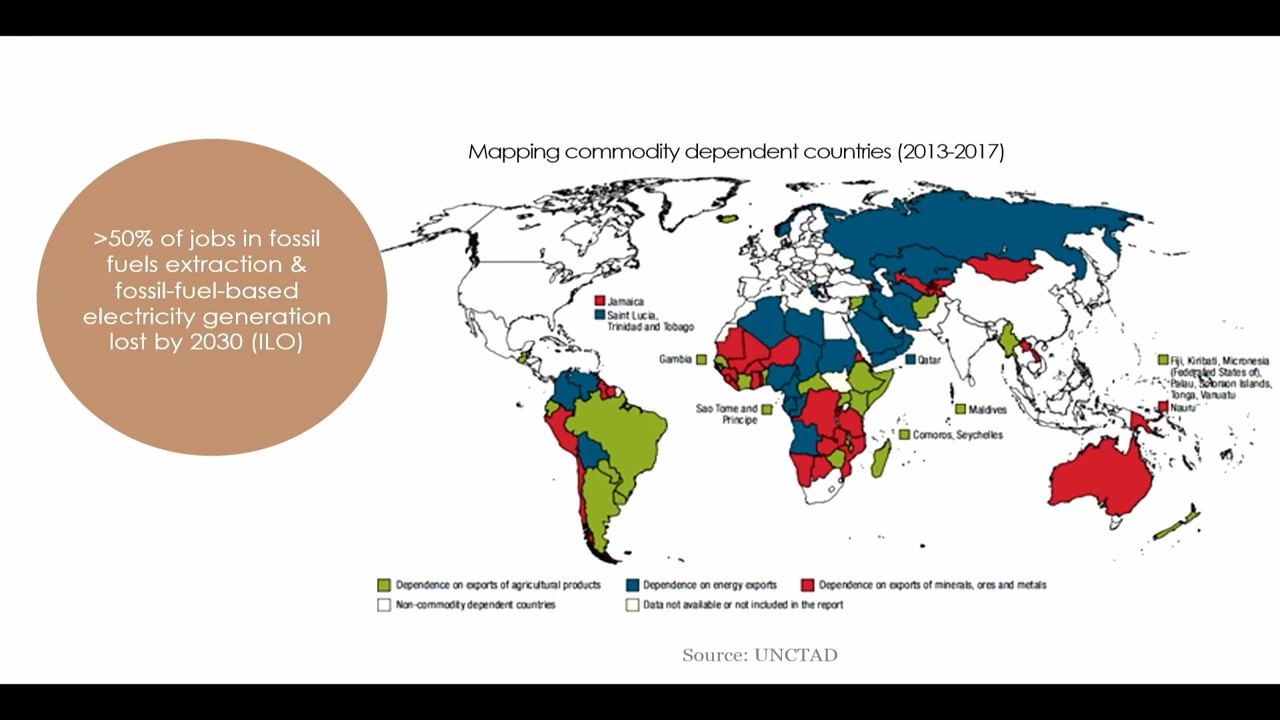 Mapping commodity dependent countries (2013-2017)
>50% of jobs in fossil
fuels extraction &
fossil-fuel-based
electricity generation
lost by 2030 (ILO)
Jamaica
Saint Lucia,
Trinidad and Tobago
Gambia
Qatar
Fiji, Kiribati, Micronesia
(Federated States of),
Palau, Solomon Islands,
Tonga, Vanuatu
Nauru
Sao Tome and
Principe
Maldives
Comoros, Seychelles
Dependence on exports of agricultural products
Dependence on energy exports
Dependence on exports of minerals, ores and metals
Non-commodity dependent countries
Data not available or not included in the report
Source: UNCTAD